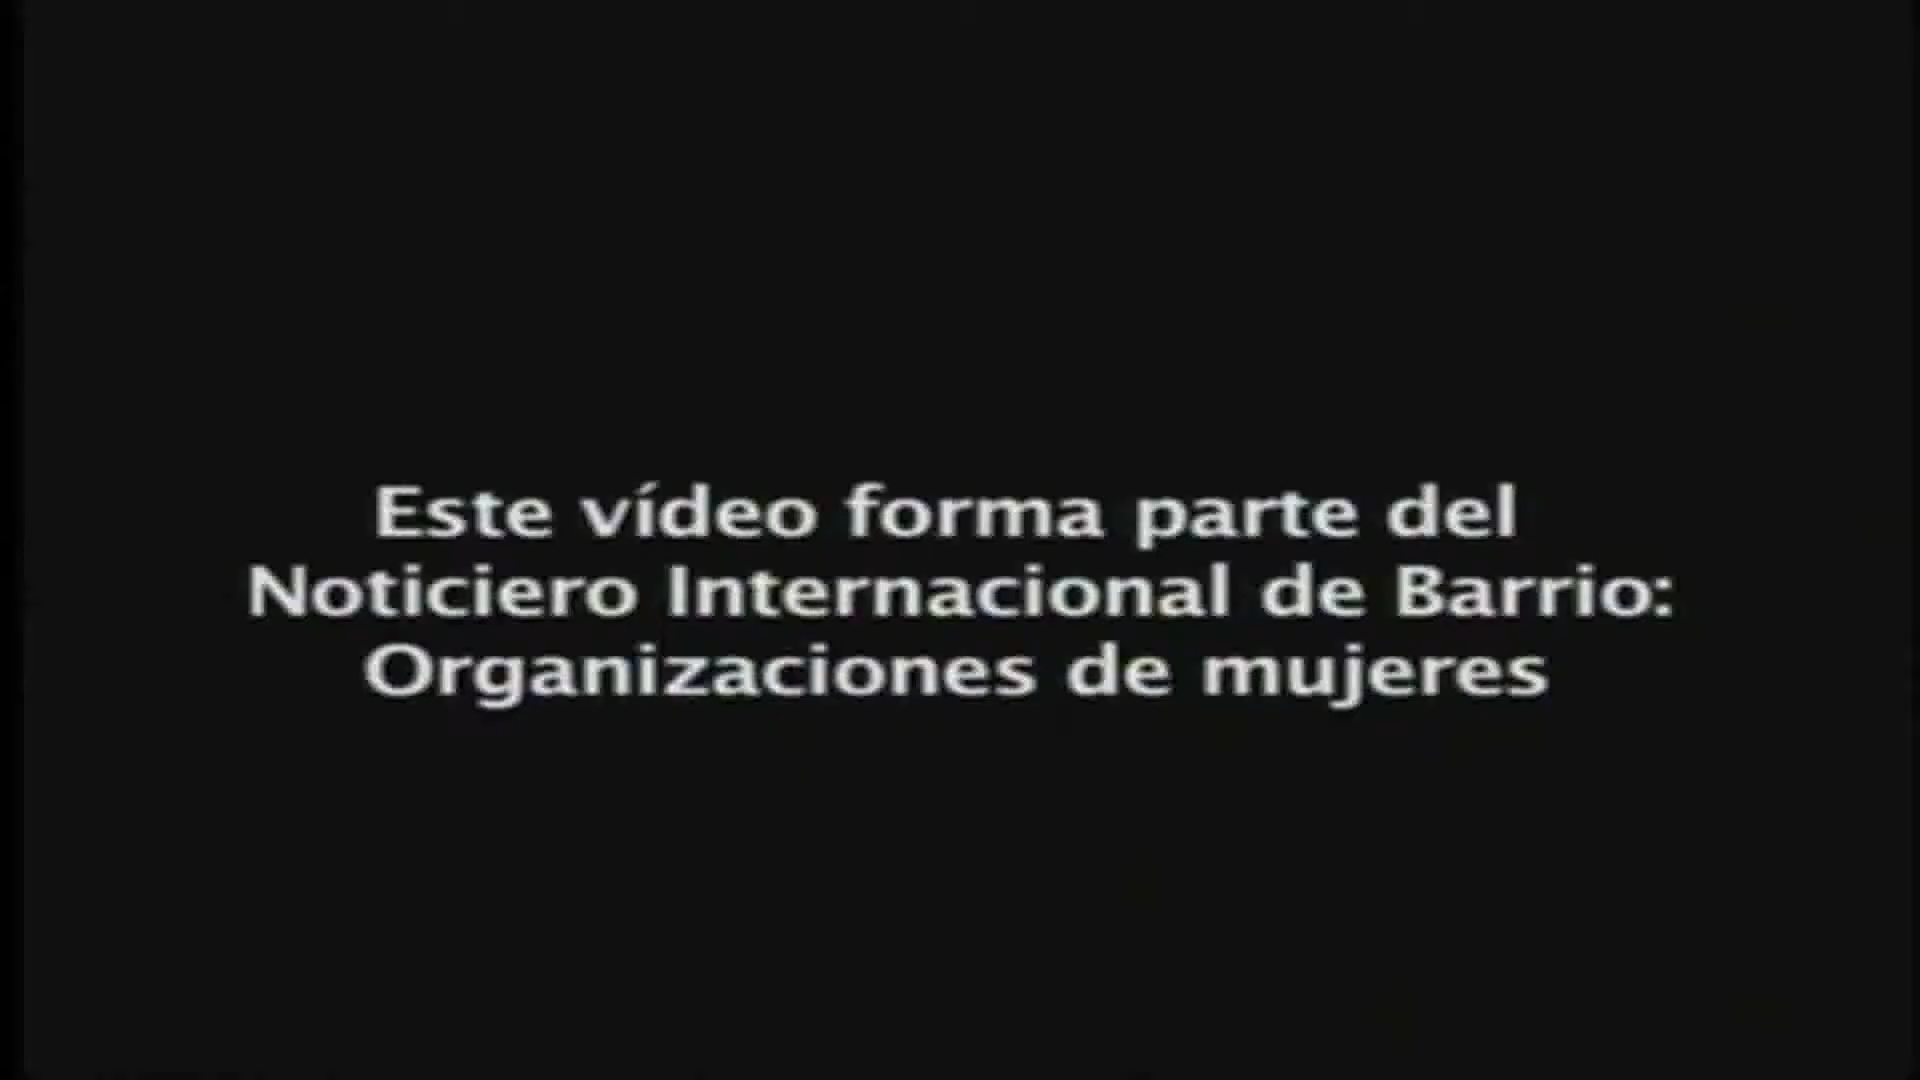 Este vídeo forma parte del
Noticiero Internacional de Barrio:
Organizaciones de mujeres